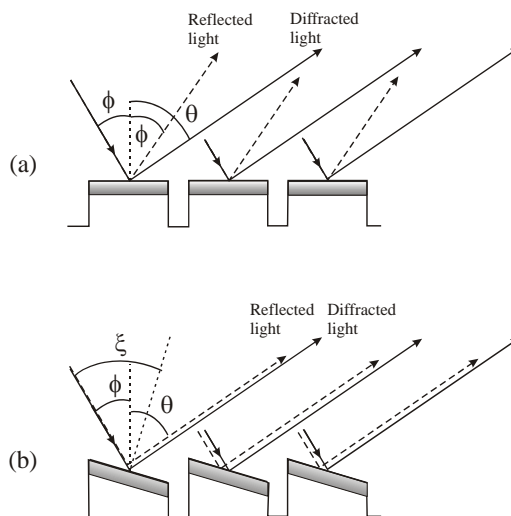 Reflected
light
Diffracted
light
ϕ
θ
ϕ
(a)
Reflected
light
Diffracted
light
ξ
ϕ
θ
(b)